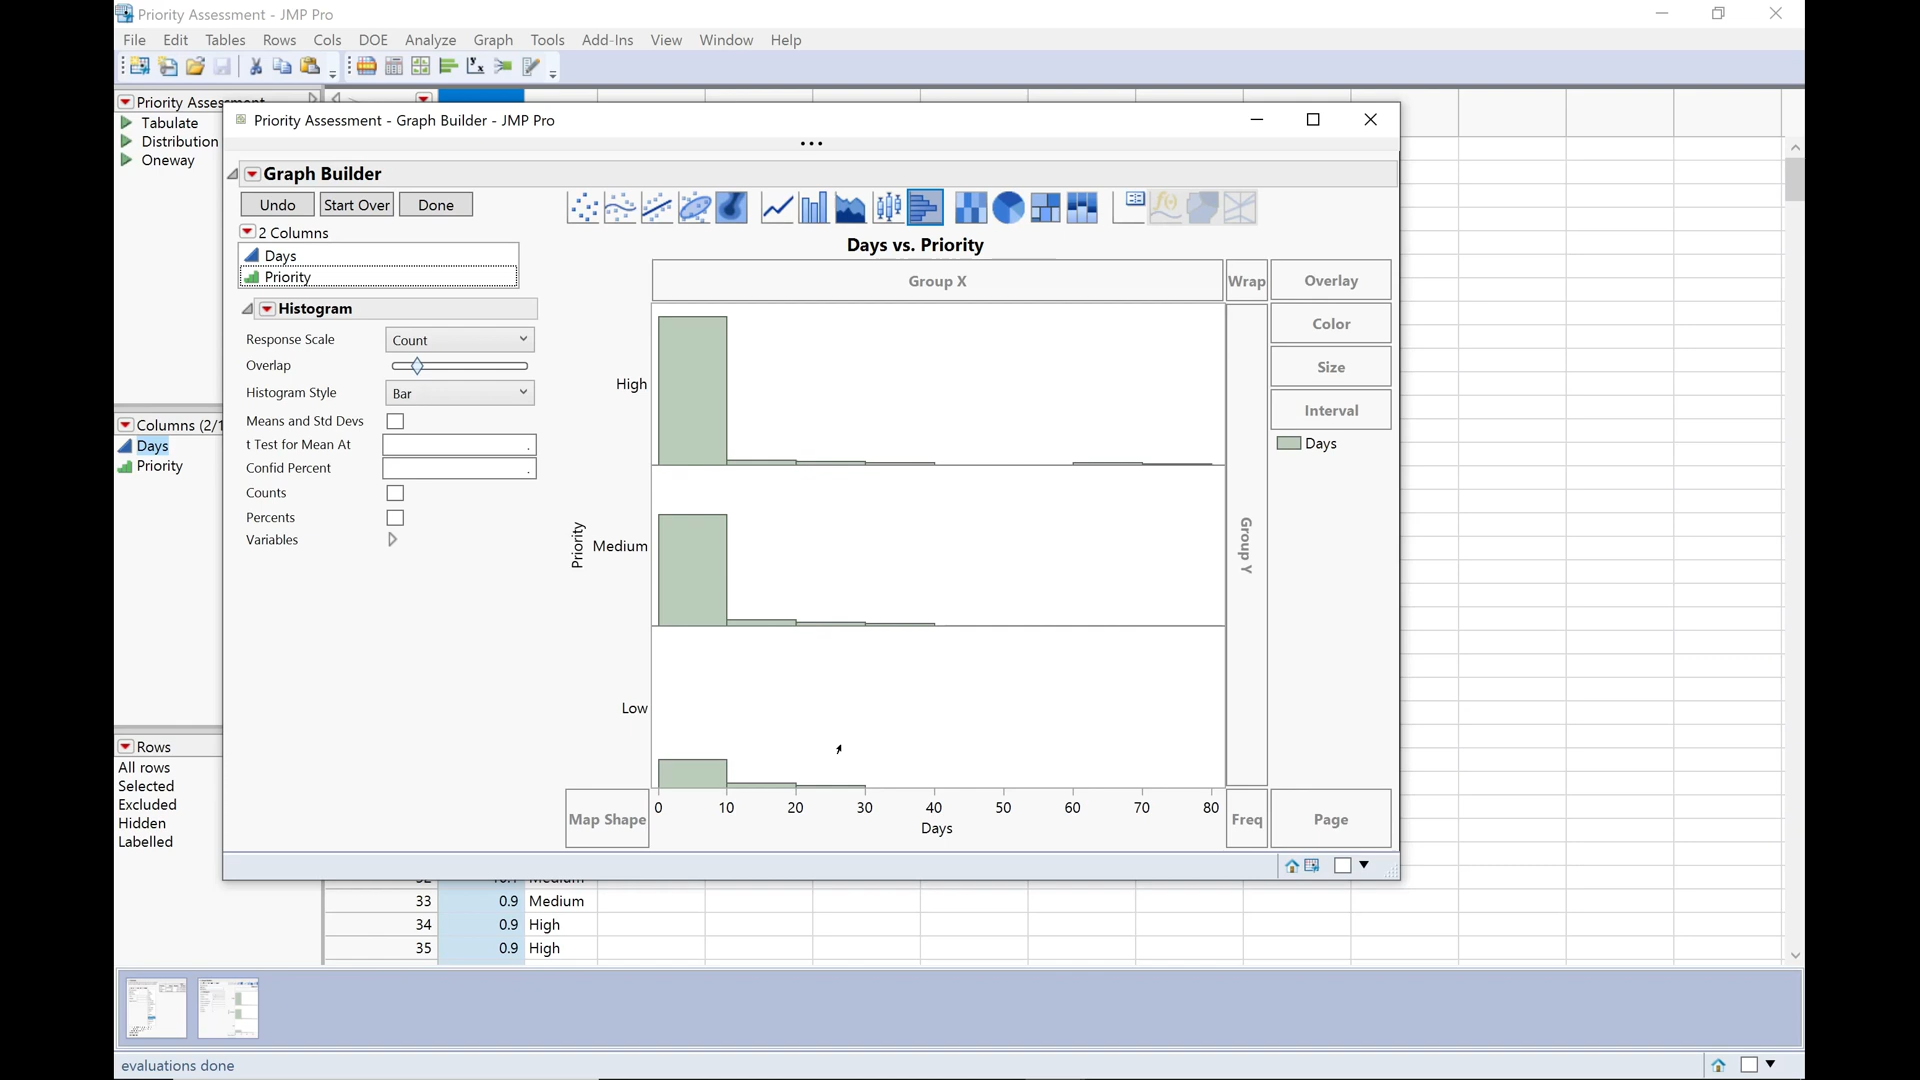 Priority Assessment - JMP Pro
File Edit Tables Rows Cols DOE Analyze Graph Tools Add-Ins View Window Help
Priority Assessment
Tabulate
Distribution
Oneway
Priority Assessment - Graph Builder - JMP Pro
Graph Builder
Undo Start Over Done
2 Columns
Days
Priority
Histogram
Response Scale Count
Overlap
Histogram Style Bar
Means and Std Devs
t Test for Mean At .
Confid Percent .
Counts
Percents
Variables
Days vs. Priority
Group X Wrap Overlay
Color
Size
Interval
Days
High
Medium
Low
Priority
Group Y
Map Shape
0 10 20 30 40 50 60 70 80
Days
Freq Page
Columns (2/1
Days
Priority
Rows
All rows
Selected
Excluded
Hidden
Labelled
33 0.9 Medium
34 0.9 High
35 0.9 High
evaluations done